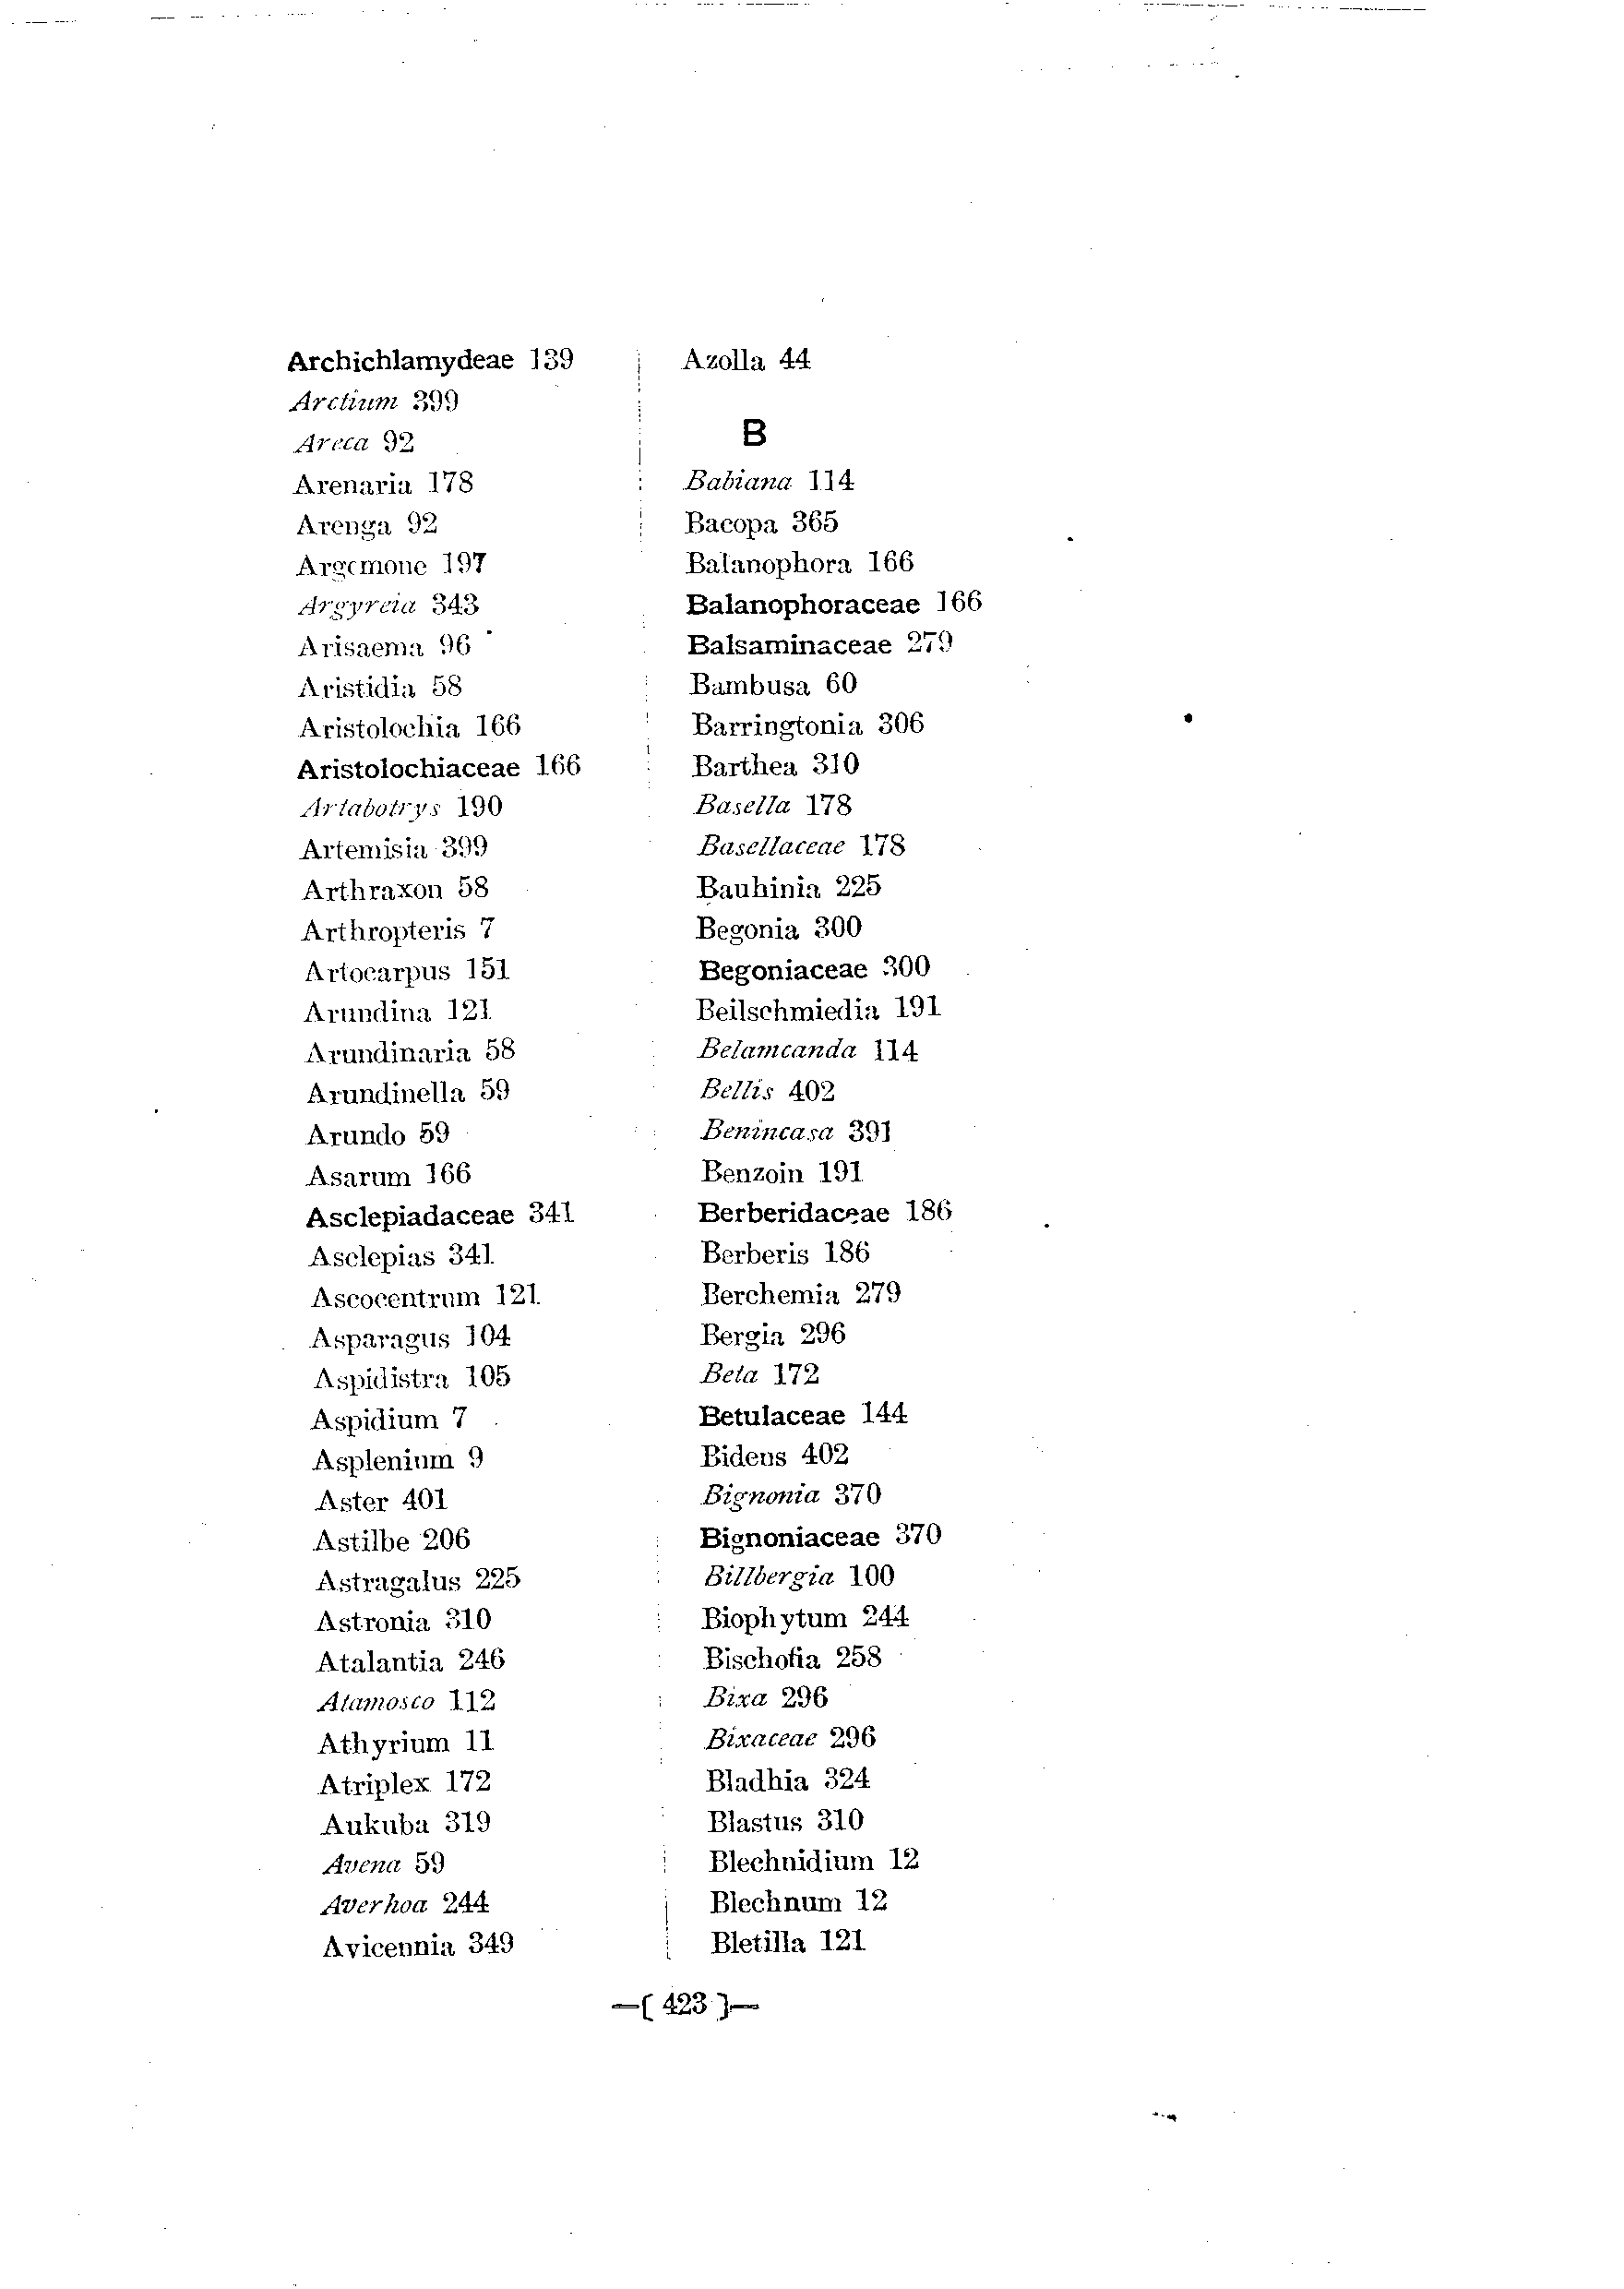 Archichlamydeae 139
Arctium 399
Areca 92
Arenaria 178
Arenga 92
Argemone 197
Argyreia 343
Arisaema 96
Aristidia 58
Aristolochia 166
Aristolochiaceae 166
Artabotrys 190
Artemisia 399
Arthraxon 58
Arthropteris 7
Artocarpus 151
Arundina 121
Arundinaria 58
Arundinella 59
Arundo 59
Asarum 166
Asclepiadaceae 341
Asclepias 341
Ascocentrum 121
Asparagus 104
Aspidistra 105
Aspidium 7
Asplenium 9
Aster 401
Astilbe 206
Astragalus 225
Astronia 310
Atalantia 246
Atamosco 112
Athyrium 11
Atriplex 172
Aukuba 319
Avena 59
Averhoa 244
Avicennia 349
Azolla 44
B
Babiana 114
Bacopa 365
Balanophora 166
Balanophoraceae 166
Balsaminaceae 279
Bambusa 60
Barringtonia 306
Barthea 310
Basella 178
Basellaceae 178
Bauhinia 225
Begonia 300
Begoniaceae 300
Beilschmiedia 191
Belamcanda 114
Bellis 402
Benincasa 391
Benzoin 191
Berberidaceae 186
Berberis 186
Berchemia 279
Bergia 296
Beta 172
Betulaceae 144
Bidens 402
Bignonia 370
Bignoniaceae 370
Billbergia 100
Biophytum 244
Bischofia 258
Bixa 296
Bixaceae 296
Bladhia 324
Blastus 310
Blechnidium 12
Blechnum 12
Bletilla 121
—( 423 )—